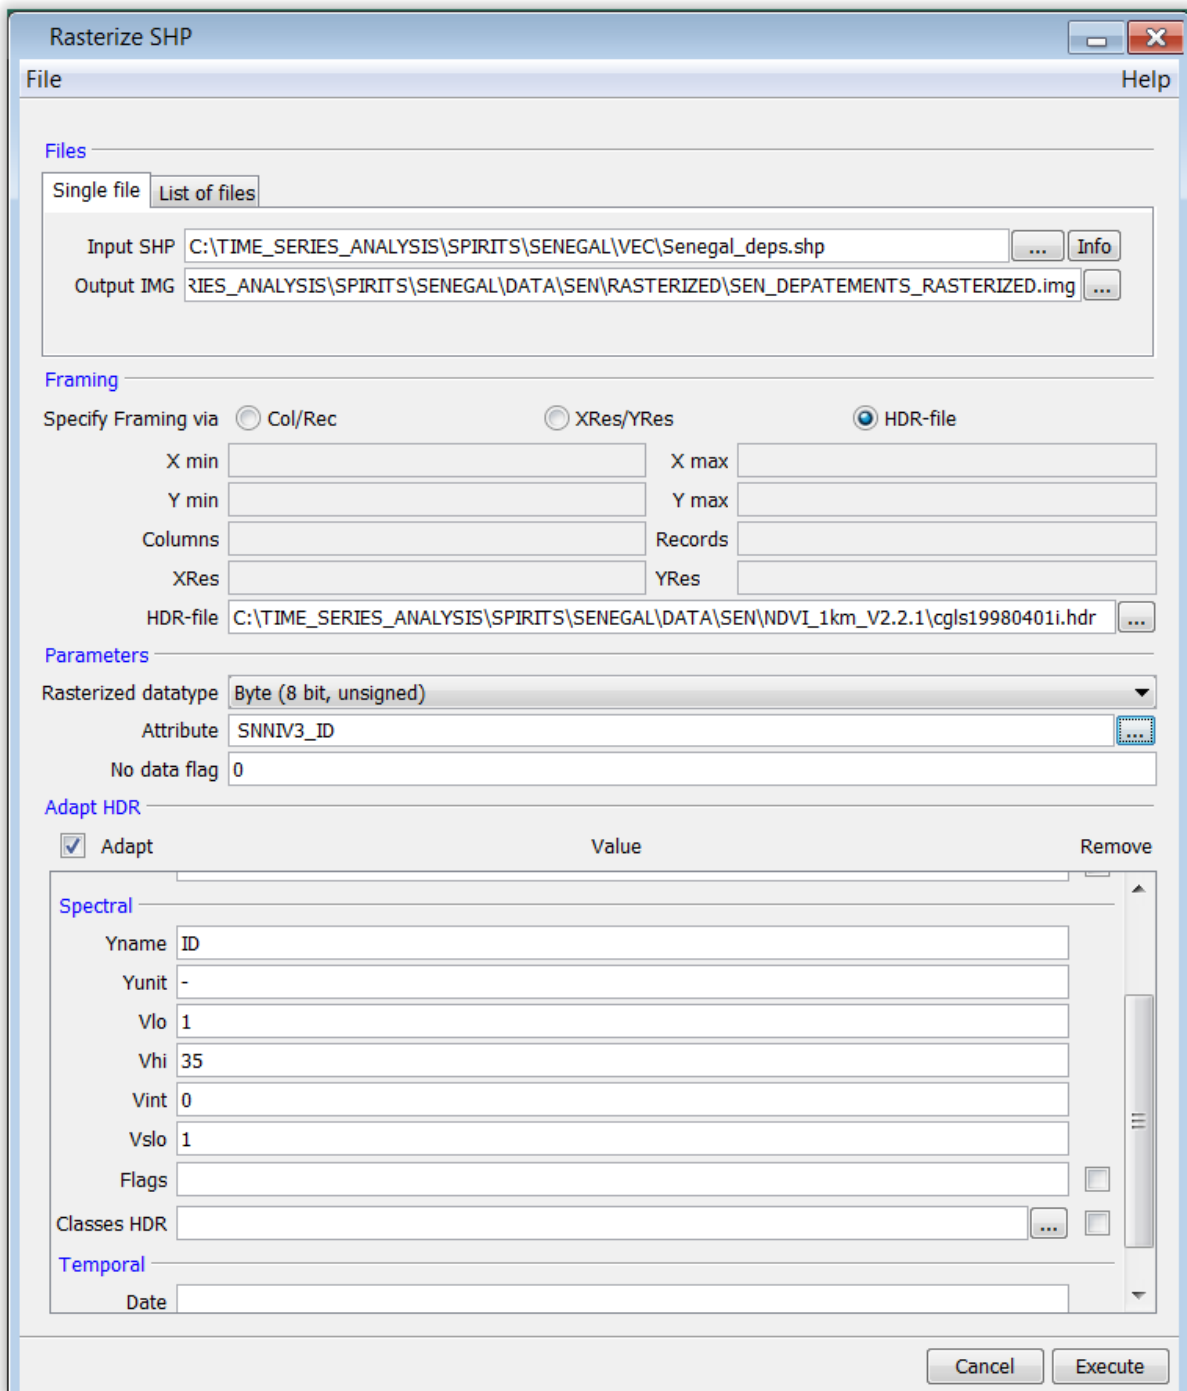 Rasterize SHP
File Help
Files
Single file List of files
Input SHP C:\TIME_SERIES_ANALYSIS\SPIRITS\SENEGAL\VEC\Senegal_deps.shp ... Info
Output IMG RIES_ANALYSIS\SPIRITS\SENEGAL\DATA\SEN\RASTERIZED\SEN_DEPATEMENTS_RASTERIZED.img ...
Framing
Specify Framing via Col/Rec XRes/YRes HDR-file
X min X max
Y min Y max
Columns Records
XRes YRes
HDR-file C:\TIME_SERIES_ANALYSIS\SPIRITS\SENEGAL\DATA\SEN\NDVI_1km_V2.2.1\cgls19980401i.hdr ...
Parameters
Rasterized datatype Byte (8 bit, unsigned)
Attribute SNNIV3_ID ...
No data flag 0
Adapt HDR
Adapt Value Remove
Spectral
Yname ID
Yunit -
Vlo 1
Vhi 35
Vint 0
Vslo 1
Flags
Classes HDR ...
Temporal
Date
Cancel Execute